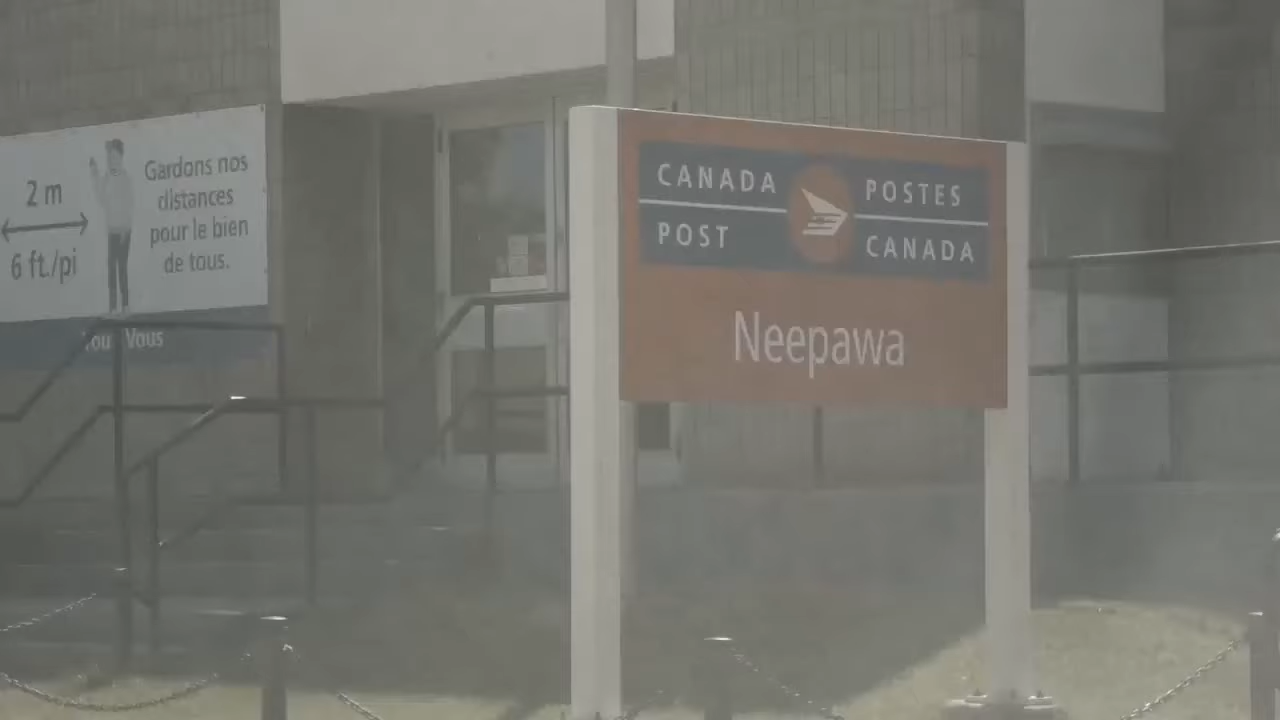 2 m
6 ft./pi
Gardons nos
distances
pour le bien
de tous.
Vous
CANADA
POST
POSTES
CANADA
Neepawa